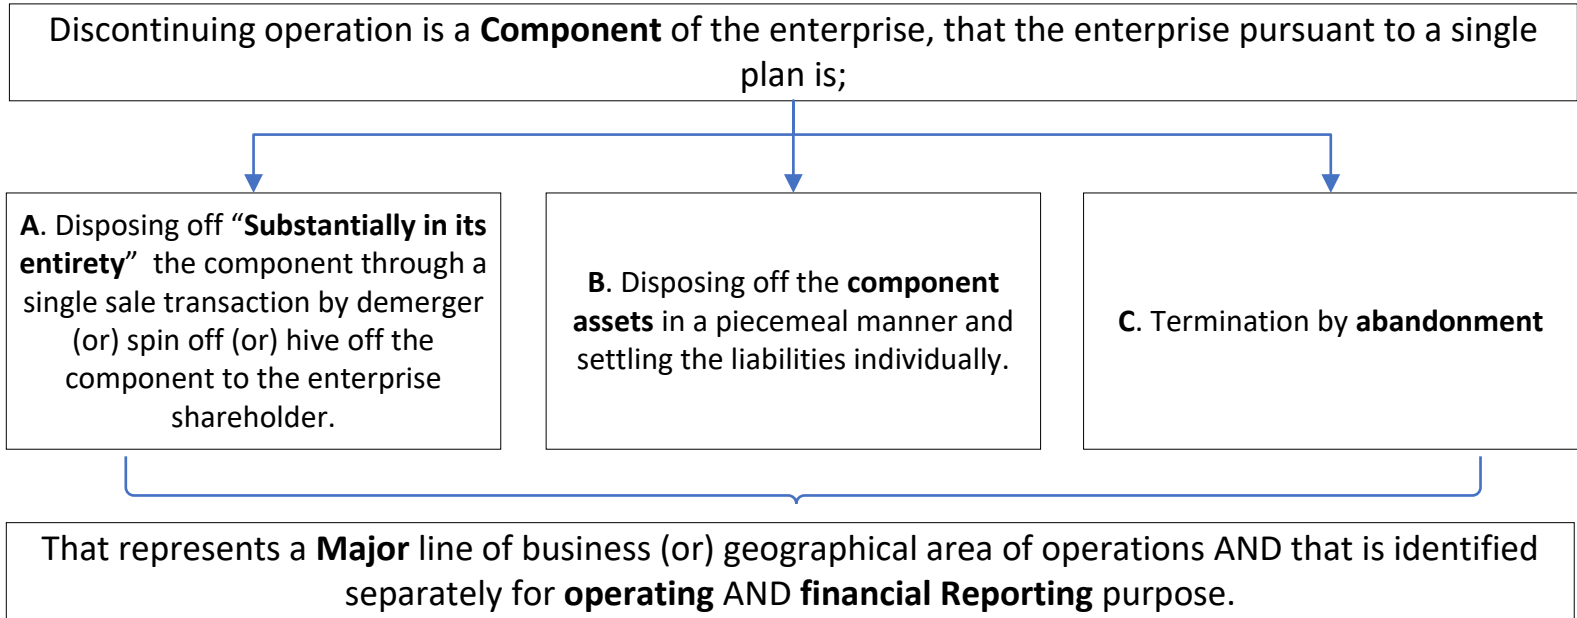 Discontinuing operation is a Component of the enterprise, that the enterprise pursuant to a single
plan is;
A. Disposing off “Substantially in its
entirety”  the component through a
single sale transaction by demerger
(or) spin off (or) hive off the
component to the enterprise
shareholder.
B. Disposing off the component
assets in a piecemeal manner and
settling the liabilities individually.
C. Termination by abandonment
That represents a Major line of business (or) geographical area of operations AND that is identified
separately for operating AND financial Reporting purpose.